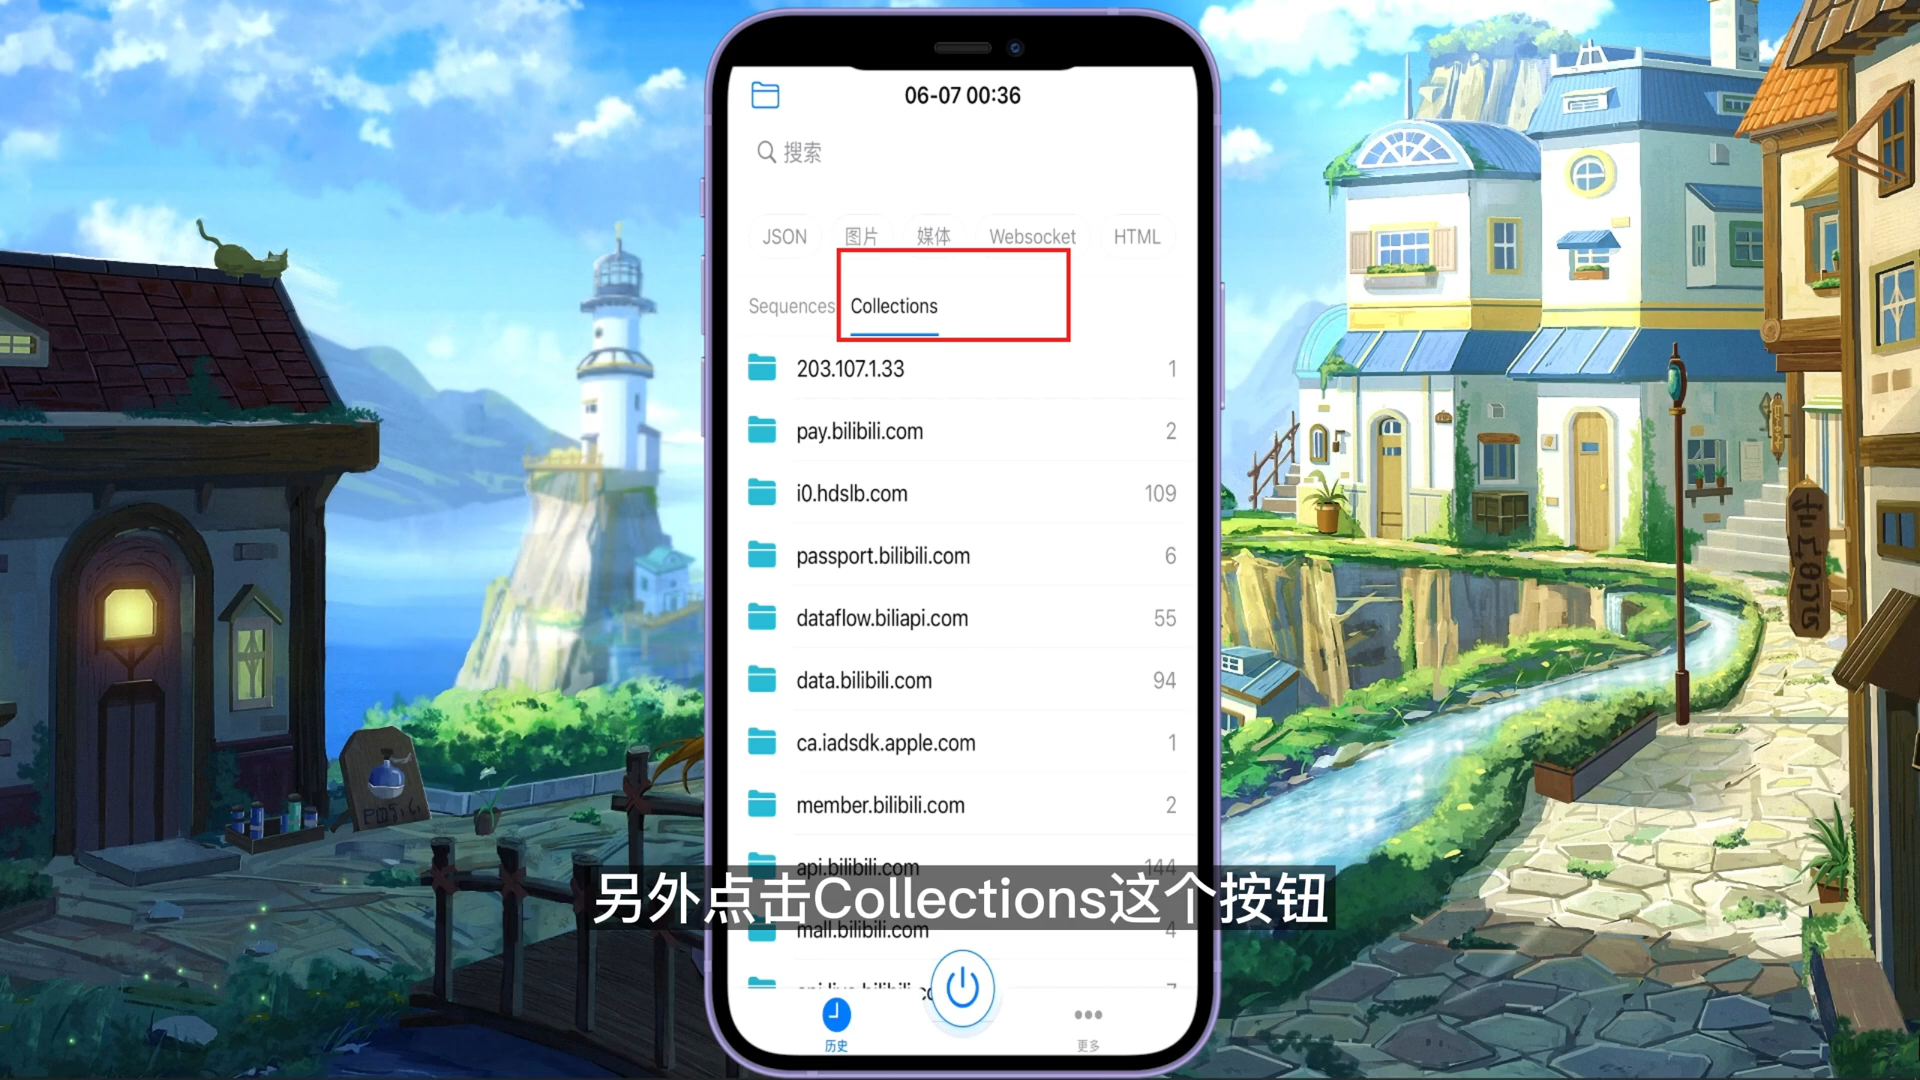 06-07 00:36
搜索
JSON 图片 媒体 Websocket HTML
Sequences Collections
203.107.1.33 1
pay.bilibili.com 2
i0.hdslb.com 109
passport.bilibili.com 6
dataflow.biliapi.com 55
data.bilibili.com 94
ca.iadsdk.apple.com 1
member.bilibili.com 2
api.bilibili.com 144
另外点击Collections这个按钮
mall.bilibili.com 4
历史 更多